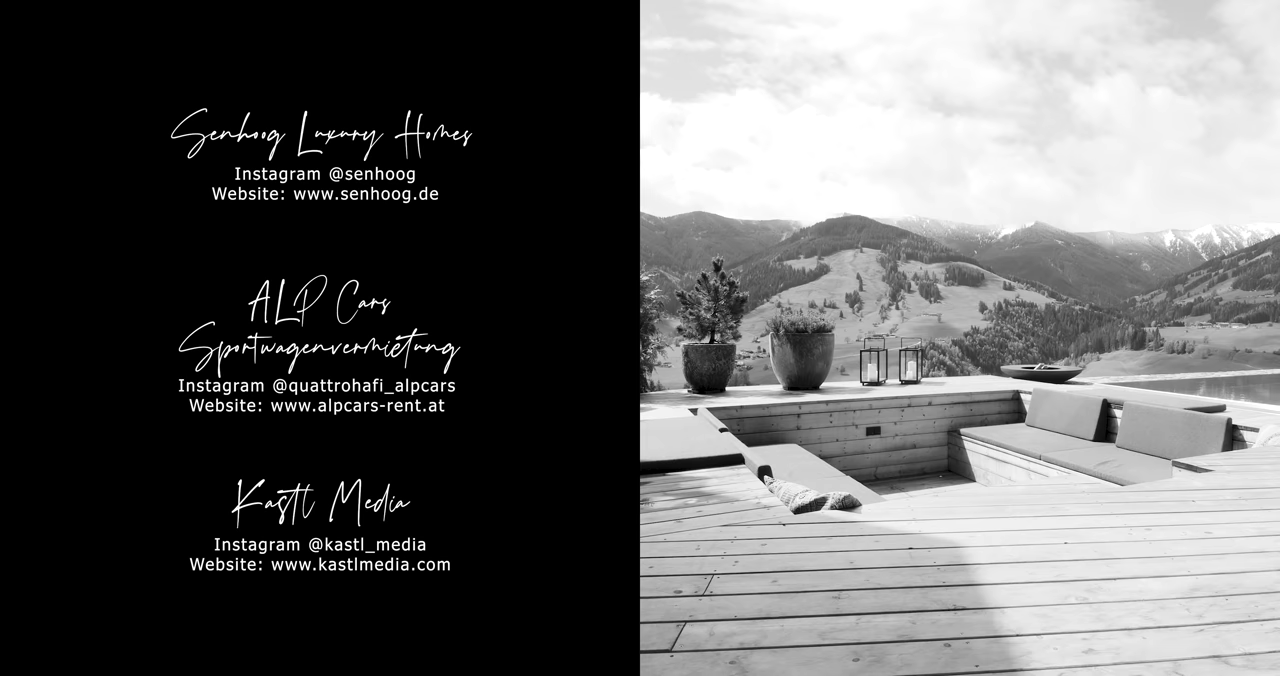 Senhoog Luxury Homes
Instagram @senhoog
Website: www.senhoog.de
ALP Cars
Sportwagenvermietung
Instagram @quattrohafi_alpcars
Website: www.alpcars-rent.at
Kastl Media
Instagram @kastl_media
Website: www.kastlmedia.com